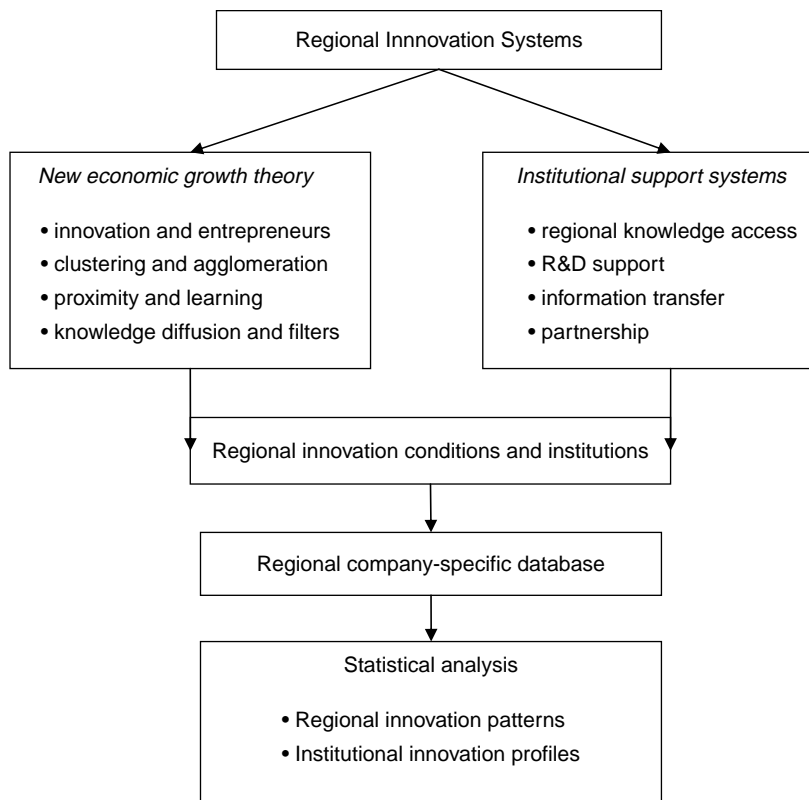 Regional Innnovation Systems
New economic growth theory
• innovation and entrepreneurs
• clustering and agglomeration
• proximity and learning
• knowledge diffusion and filters
Institutional support systems
• regional knowledge access
• R&D support
• information transfer
• partnership
Regional innovation conditions and institutions
Regional company-specific database
Statistical analysis
• Regional innovation patterns
• Institutional innovation profiles